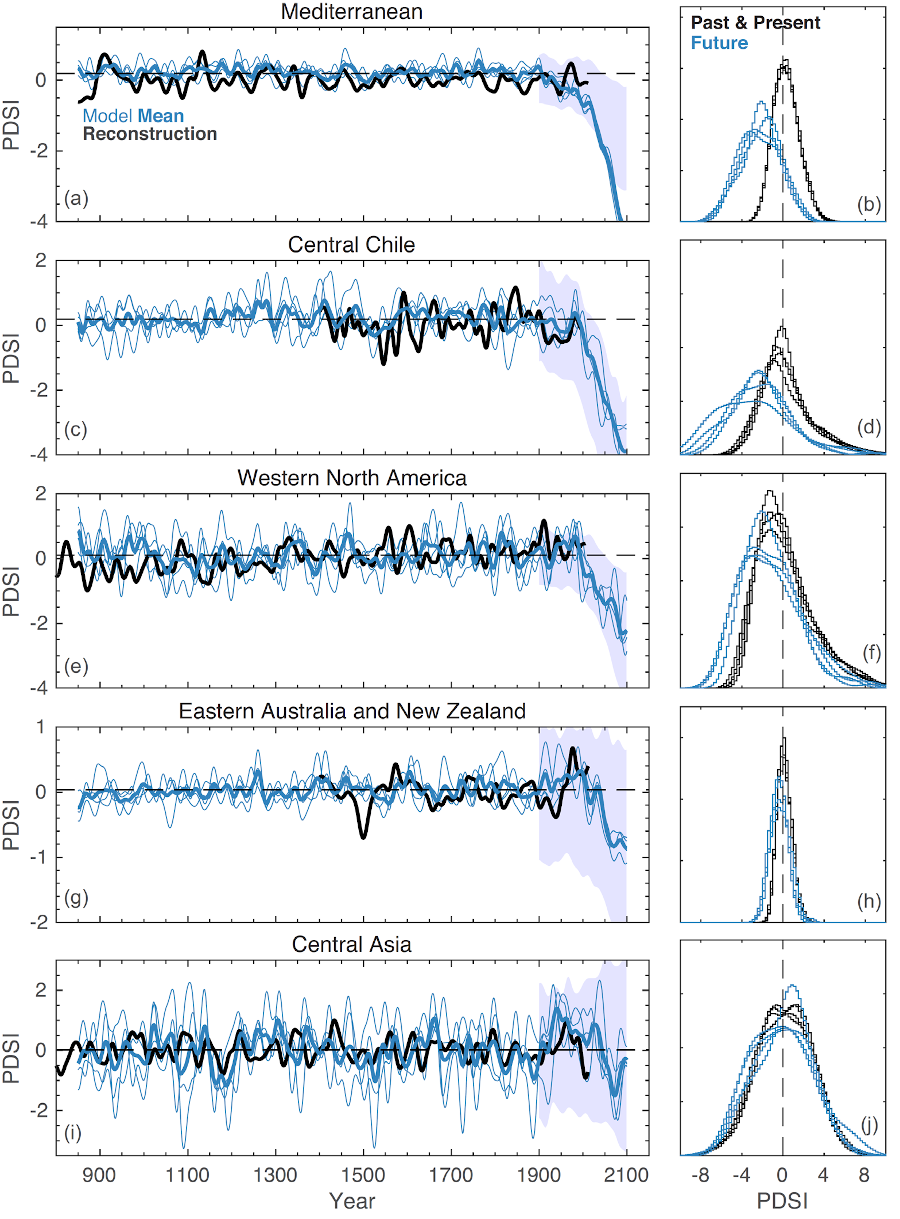 Mediterranean
PDSI
0
-2
-4
Model Mean
Reconstruction
(a)
Past & Present
Future
(b)
Central Chile
PDSI
2
0
-2
-4
(c)
(d)
Western North America
PDSI
2
0
-2
-4
(e)
(f)
Eastern Australia and New Zealand
PDSI
1
0
-1
-2
(g)
(h)
Central Asia
PDSI
2
0
-2
(i)
900 1100 1300 1500 1700 1900 2100
Year
(j)
-8 -4 0 4 8
PDSI